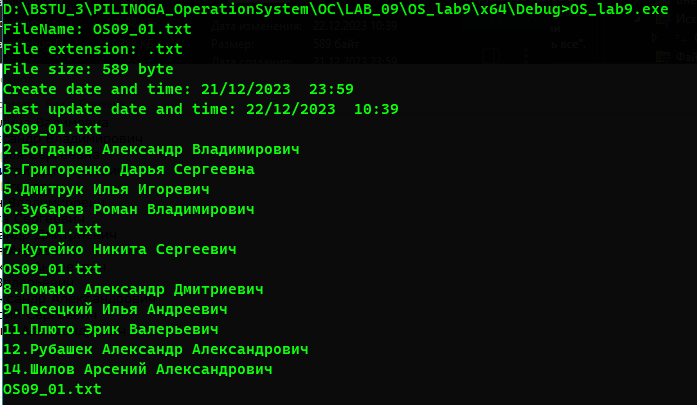 D:\BSTU_3\PILINOGA_OperationSystem\OC\LAB_09\OS_lab9\x64\Debug>OS_lab9.exe
FileName: OS09_01.txt
File extension: .txt
File size: 589 byte
Create date and time: 21/12/2023  23:59
Last update date and time: 22/12/2023  10:39
OS09_01.txt
2.Богданов Александр Владимирович
3.Григоренко Дарья Сергеевна
5.Дмитрук Илья Игоревич
6.Зубарев Роман Владимирович
OS09_01.txt
7.Кутейко Никита Сергеевич
OS09_01.txt
8.Ломако Александр Дмитриевич
9.Песецкий Илья Андреевич
11.Плюто Эрик Валерьевич
12.Рубашек Александр Александрович
14.Шилов Арсений Александрович
OS09_01.txt